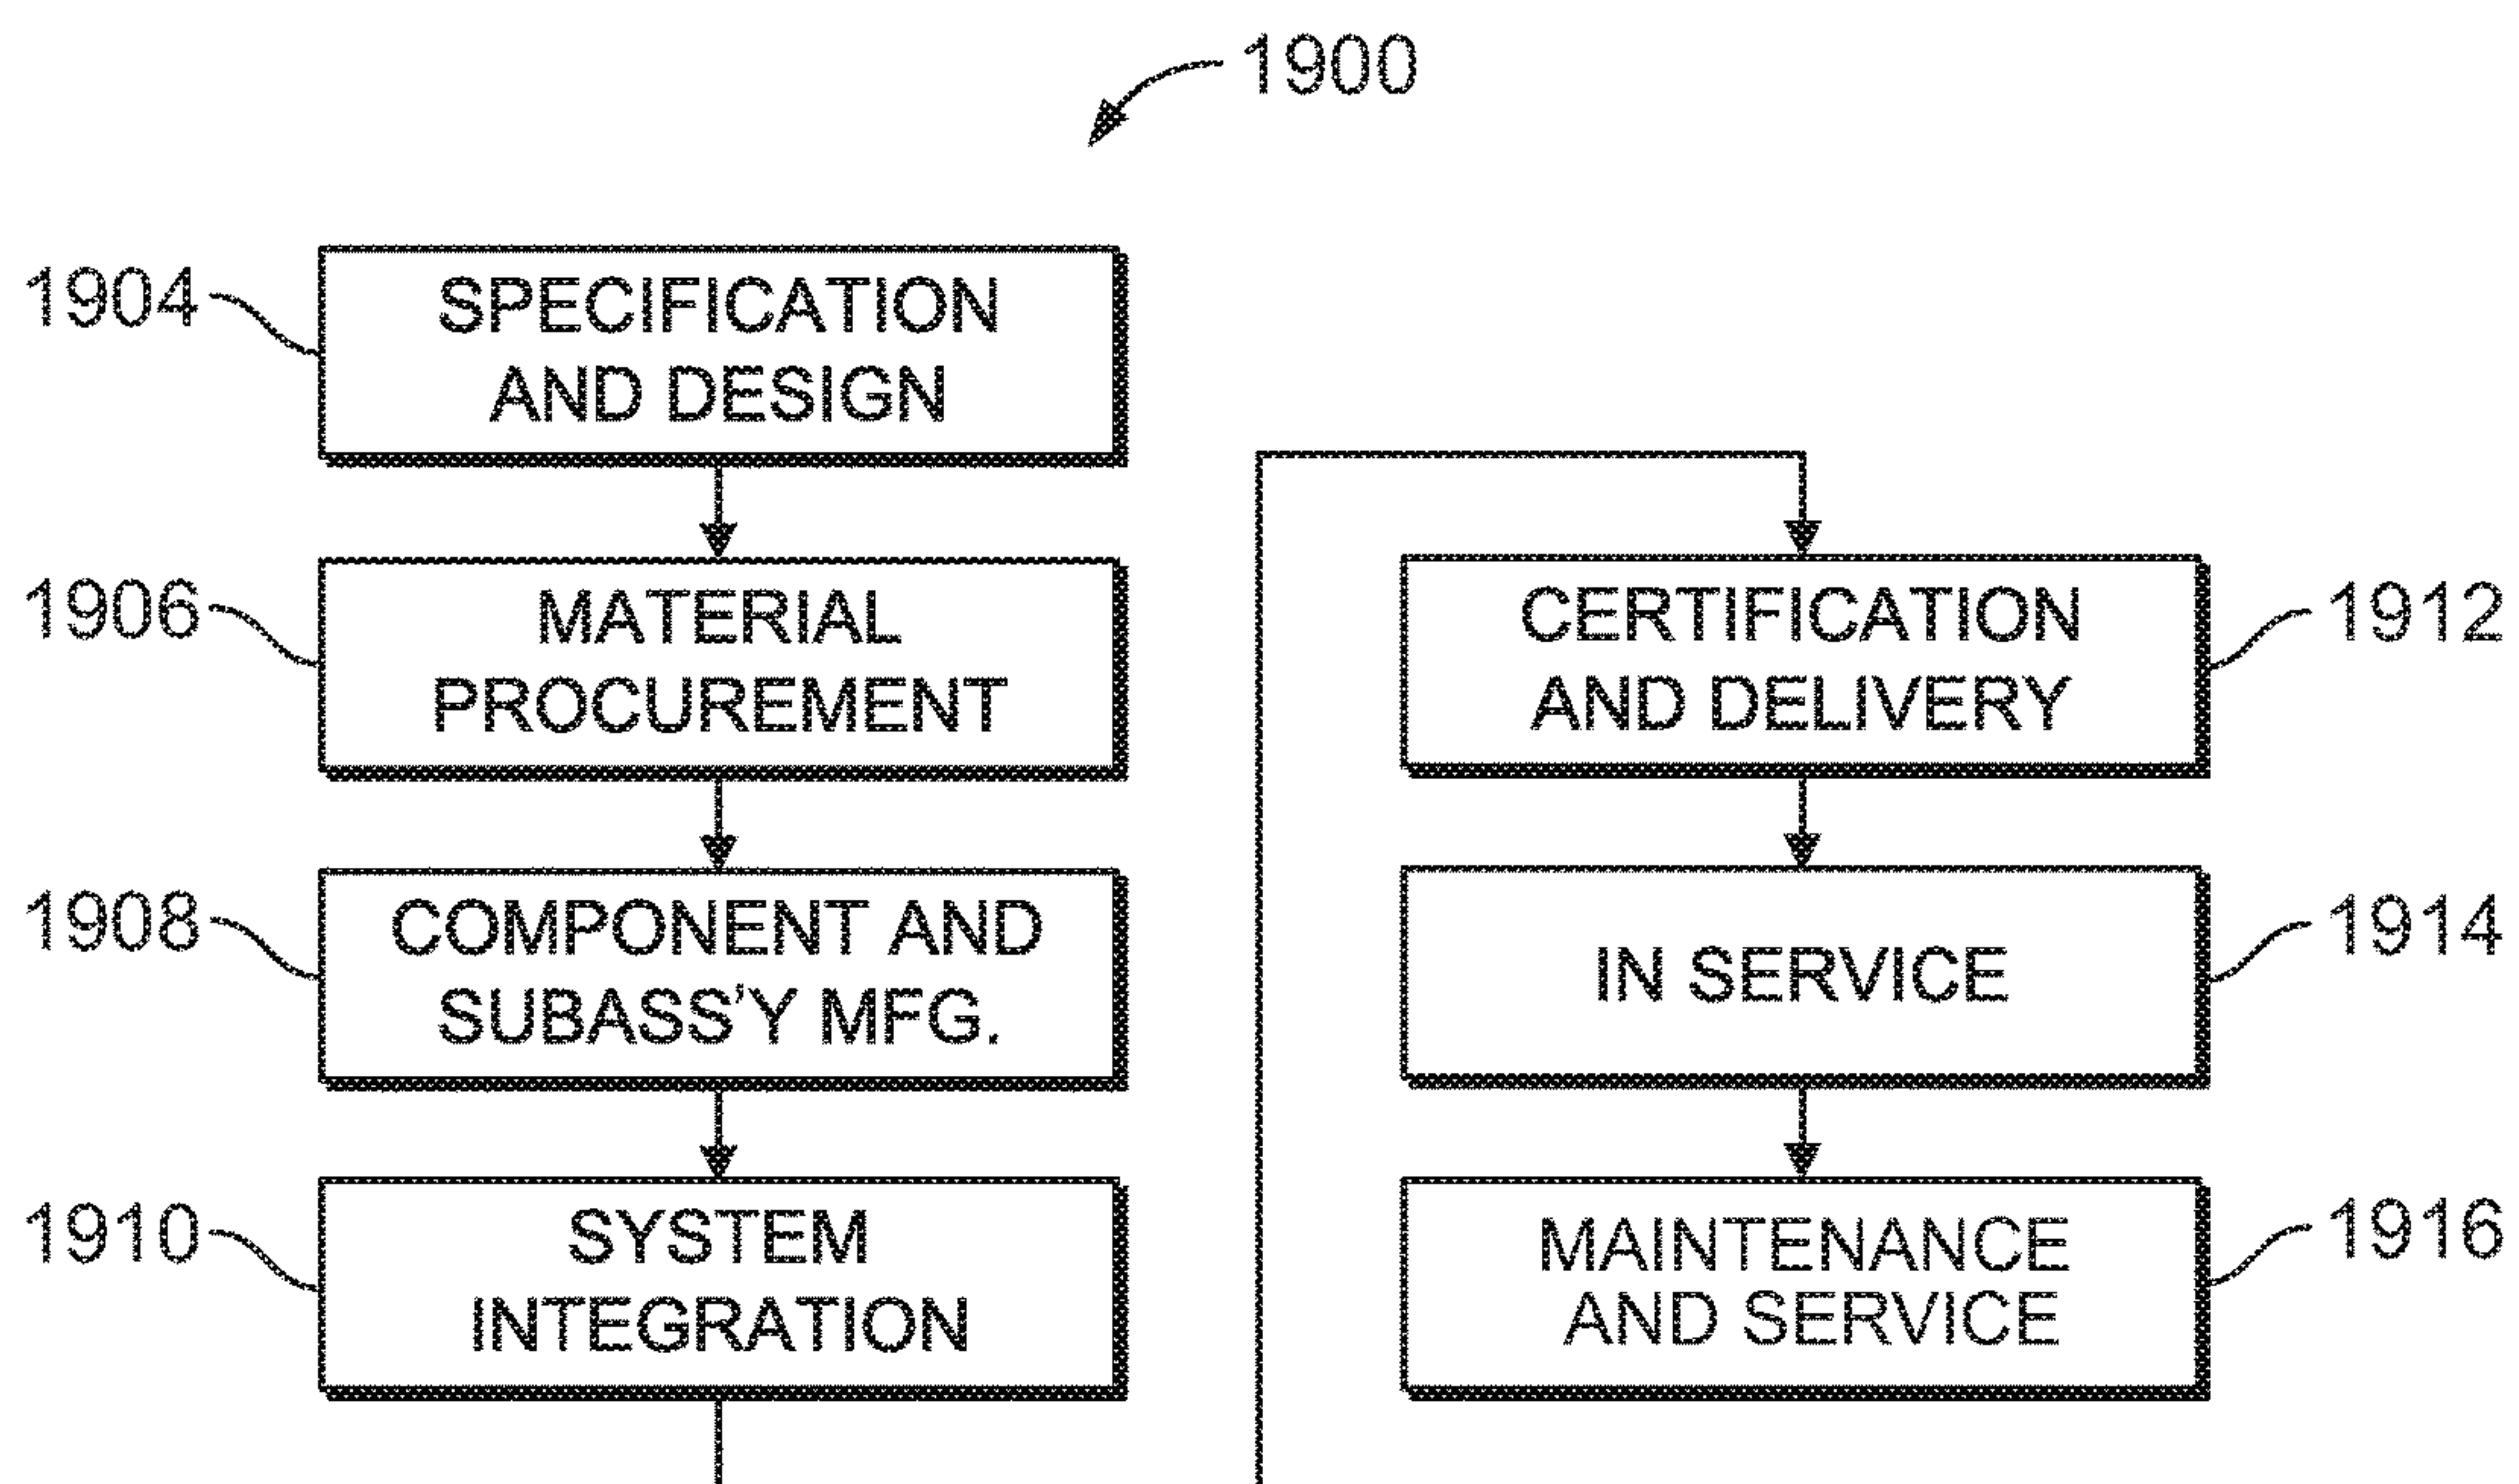 1900
1904
SPECIFICATION
AND DESIGN
1906
MATERIAL
PROCUREMENT
1908
COMPONENT AND
SUBASS'Y MFG.
1910
SYSTEM
INTEGRATION
CERTIFICATION
AND DELIVERY
1912
IN SERVICE
1914
MAINTENANCE
AND SERVICE
1916